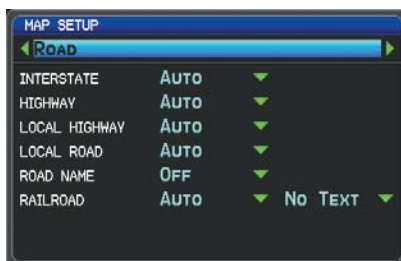 MAP SETUP
ROAD
INTERSTATE AUTO
HIGHWAY AUTO
LOCAL HIGHWAY AUTO
LOCAL ROAD AUTO
ROAD NAME OFF
RAILROAD AUTO NO TEXT